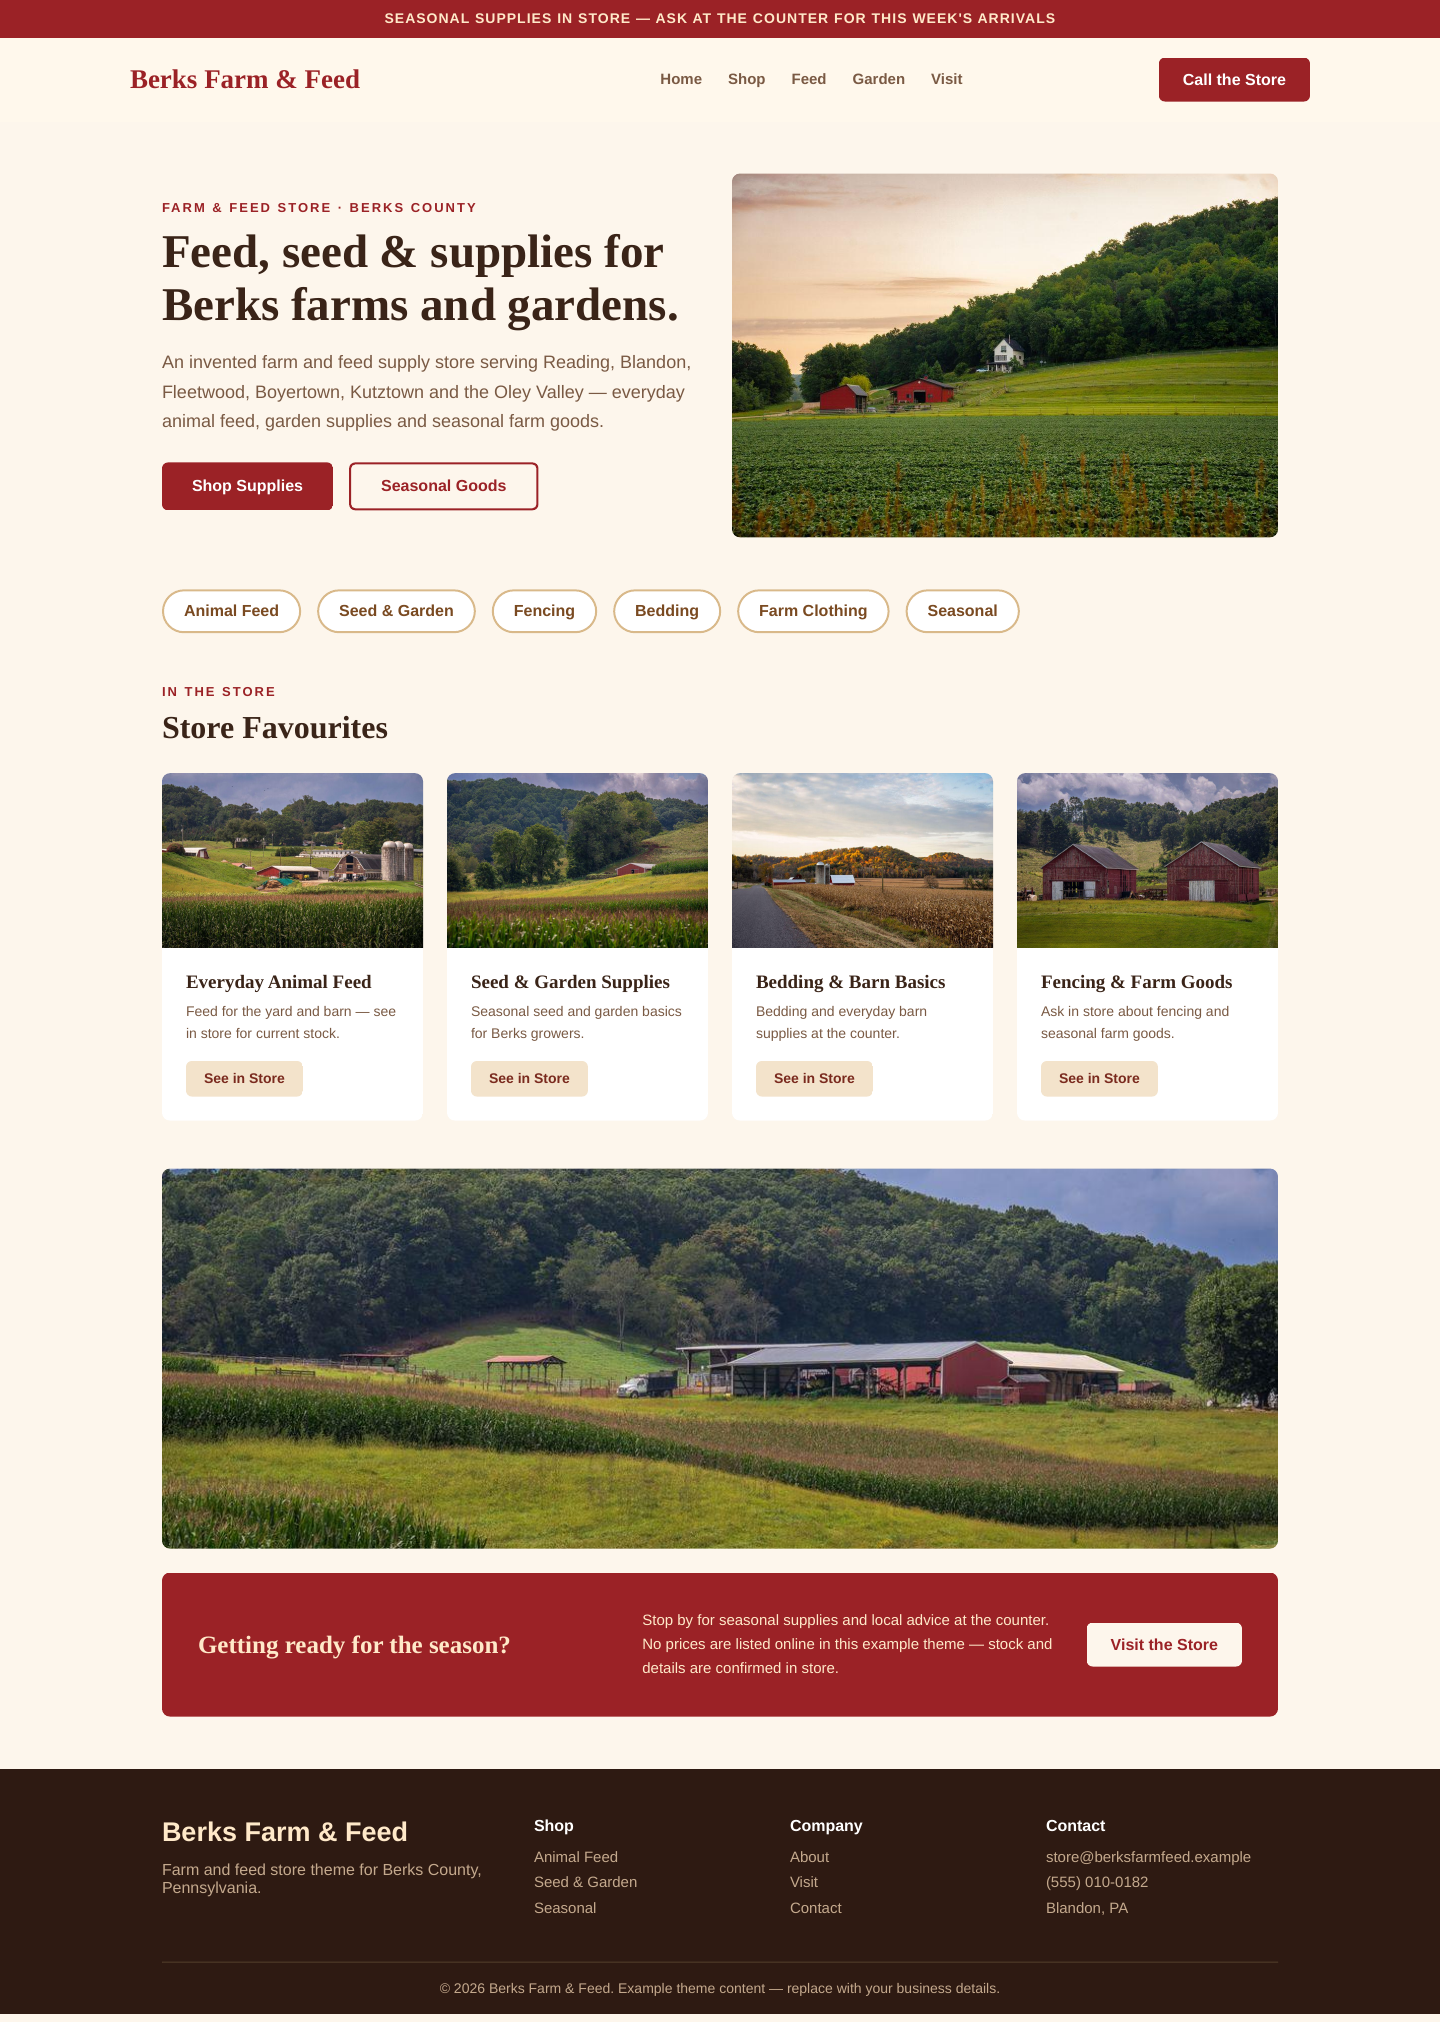 SEASONAL SUPPLIES IN STORE — ASK AT THE COUNTER FOR THIS WEEK'S ARRIVALS
Berks Farm & Feed
Home
Shop
Feed
Garden
Visit
Call the Store
FARM & FEED STORE · BERKS COUNTY
Feed, seed & supplies for
Berks farms and gardens.
An invented farm and feed supply store serving Reading, Blandon,
Fleetwood, Boyertown, Kutztown and the Oley Valley — everyday
animal feed, garden supplies and seasonal farm goods.
Shop Supplies
Seasonal Goods
Animal Feed
Seed & Garden
Fencing
Bedding
Farm Clothing
Seasonal
IN THE STORE
Store Favourites
Everyday Animal Feed
Feed for the yard and barn — see
in store for current stock.
See in Store
Seed & Garden Supplies
Seasonal seed and garden basics
for Berks growers.
See in Store
Bedding & Barn Basics
Bedding and everyday barn
supplies at the counter.
See in Store
Fencing & Farm Goods
Ask in store about fencing and
seasonal farm goods.
See in Store
Getting ready for the season?
Stop by for seasonal supplies and local advice at the counter.
No prices are listed online in this example theme — stock and
details are confirmed in store.
Visit the Store
Berks Farm & Feed
Farm and feed store theme for Berks County,
Pennsylvania.
Shop
Animal Feed
Seed & Garden
Seasonal
Company
About
Visit
Contact
Contact
store@berksfarmfeed.example
(555) 010-0182
Blandon, PA
© 2026 Berks Farm & Feed. Example theme content — replace with your business details.